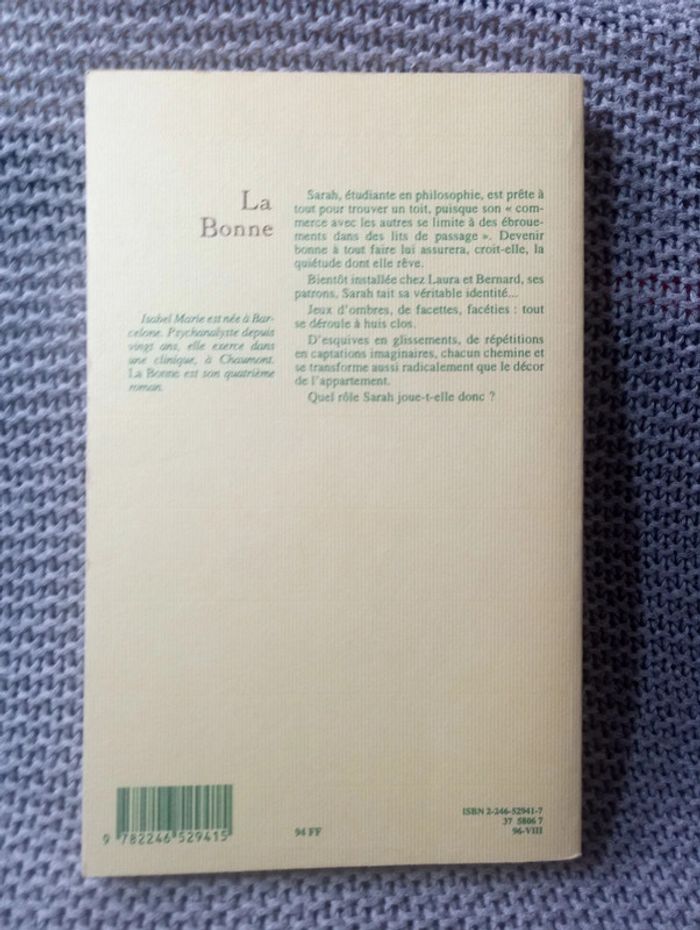 La
Bonne
Isabel Marie est née à Bar-
celone. Psychanalyste depuis
vingt ans, elle exerce dans
une clinique, à Chaumont.
La Bonne est son quatrième
roman.
Sarah, étudiante en philosophie, est prête à
tout pour trouver un toit, puisque son « com-
merce avec les autres se limite à des ébroue-
ments dans des lits de passage ». Devenir
bonne à tout faire lui assurera, croit-elle, la
quiétude dont elle rêve.
Bientôt installée chez Laura et Bernard, ses
patrons, Sarah tait sa véritable identité...
Jeux d'ombres, de facettes, facéties : tout
se déroule à huis clos.
D'esquives en glissements, de répétitions
en captations imaginaires, chacun chemine et
se transforme aussi radicalement que le décor
de l'appartement.
Quel rôle Sarah joue-t-elle donc ?
9 782246 529415
94 FF
ISBN 2-246-52941-7
37 5806 7
96-VIII